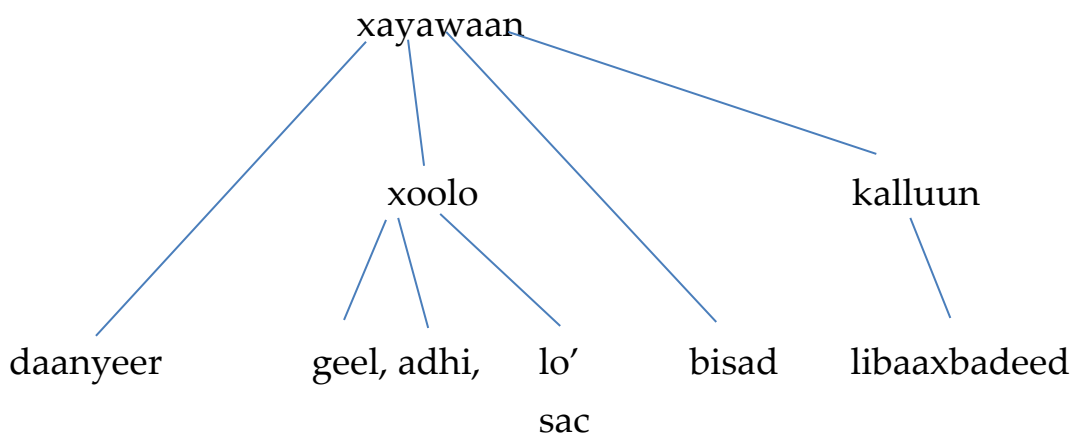 xayawaan
xoolo kalluun
daanyeer geel, adhi, lo’ bisad libaaxbadeed
sac